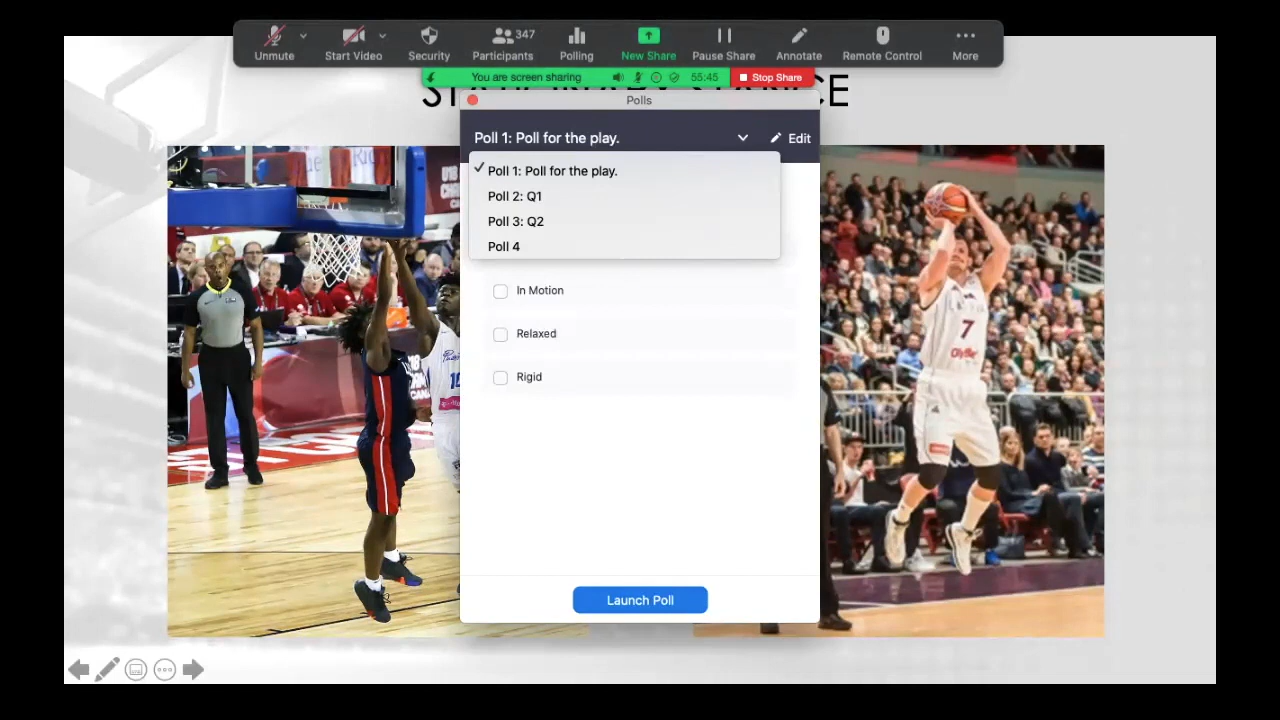 Unmute
Start Video
Security
347
Participants
Polling
New Share
Pause Share
Annotate
Remote Control
More
You are screen sharing
55:45
Stop Share
Polls
Poll 1: Poll for the play.
Edit
Poll 1: Poll for the play.
Poll 2: Q1
Poll 3: Q2
Poll 4
In Motion
Relaxed
Rigid
Launch Poll
7
10